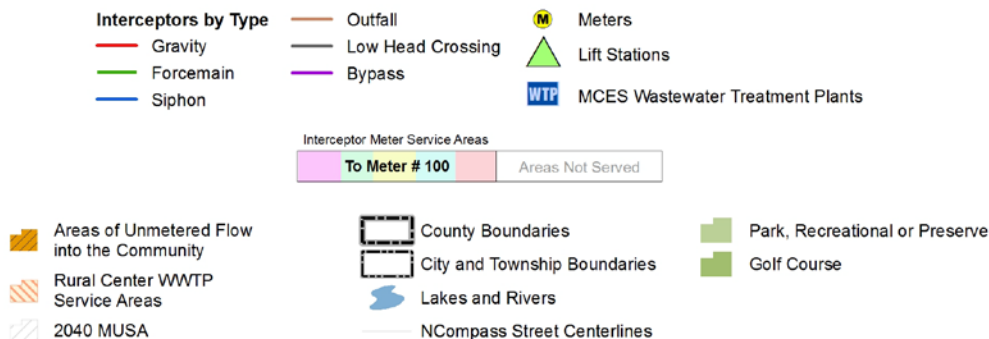 Interceptors by Type
Gravity
Forcemain
Siphon
Outfall
Low Head Crossing
Bypass
M Meters
Lift Stations
WTP MCES Wastewater Treatment Plants
Interceptor Meter Service Areas
To Meter # 100 Areas Not Served
Areas of Unmetered Flow
into the Community
Rural Center WWTP
Service Areas
2040 MUSA
County Boundaries
City and Township Boundaries
Lakes and Rivers
NCompass Street Centerlines
Park, Recreational or Preserve
Golf Course